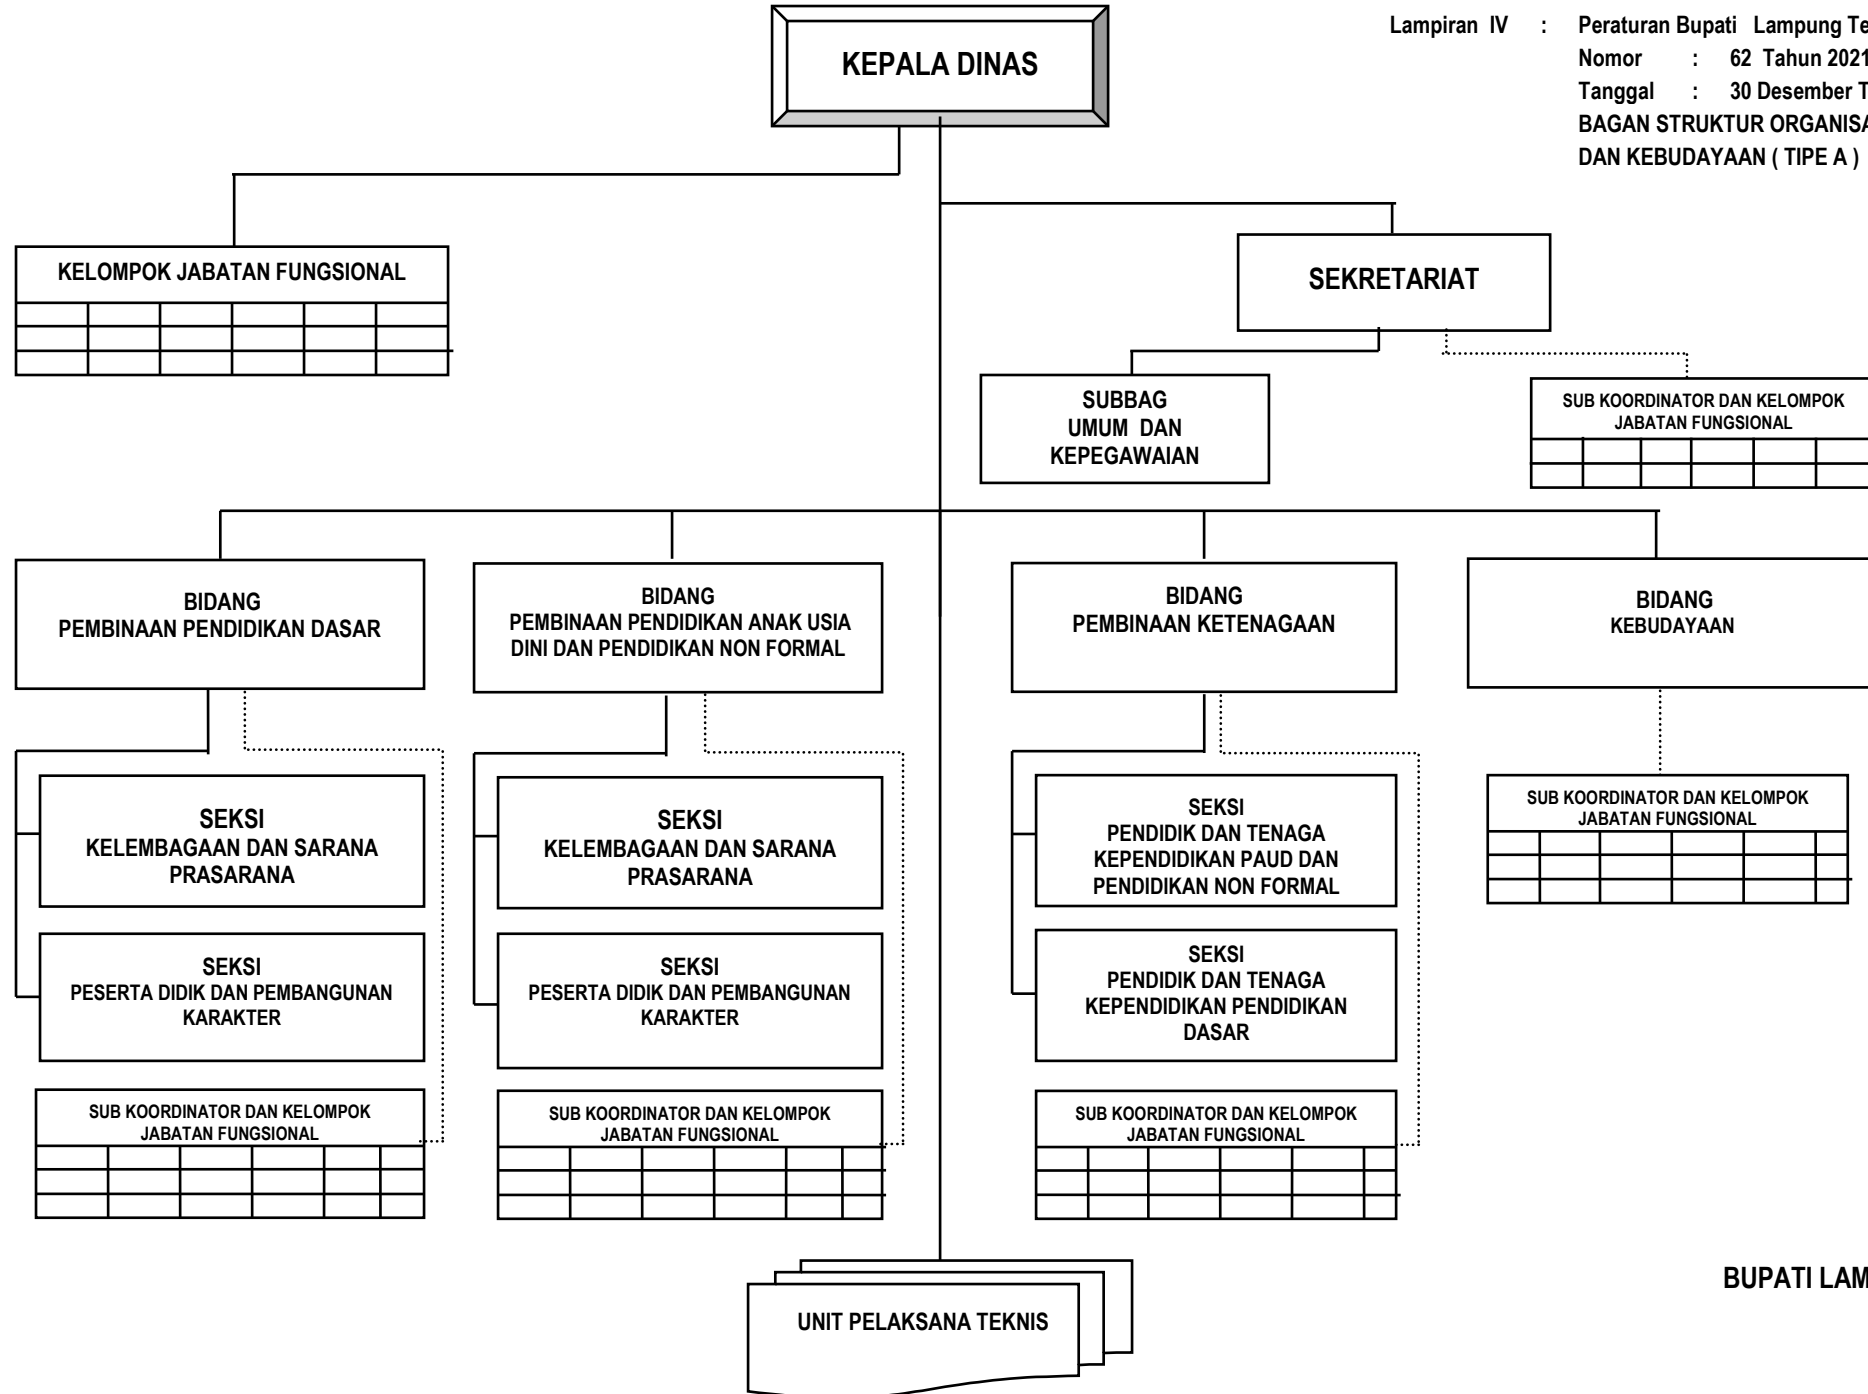 KEPALA DINAS
Lampiran IV : Peraturan Bupati Lampung Te
Nomor : 62 Tahun 2021
Tanggal : 30 Desember T
BAGAN STRUKTUR ORGANISA
DAN KEBUDAYAAN ( TIPE A )
KELOMPOK JABATAN FUNGSIONAL
SEKRETARIAT
SUBBAG
UMUM DAN
KEPEGAWAIAN
SUB KOORDINATOR DAN KELOMPOK
JABATAN FUNGSIONAL
BIDANG
PEMBINAAN PENDIDIKAN DASAR
BIDANG
PEMBINAAN PENDIDIKAN ANAK USIA
DINI DAN PENDIDIKAN NON FORMAL
BIDANG
PEMBINAAN KETENAGAAN
BIDANG
KEBUDAYAAN
SEKSI
KELEMBAGAAN DAN SARANA
PRASARANA
SEKSI
KELEMBAGAAN DAN SARANA
PRASARANA
SEKSI
PENDIDIK DAN TENAGA
KEPENDIDIKAN PAUD DAN
PENDIDIKAN NON FORMAL
SUB KOORDINATOR DAN KELOMPOK
JABATAN FUNGSIONAL
SEKSI
PESERTA DIDIK DAN PEMBANGUNAN
KARAKTER
SEKSI
PESERTA DIDIK DAN PEMBANGUNAN
KARAKTER
SEKSI
PENDIDIK DAN TENAGA
KEPENDIDIKAN PENDIDIKAN
DASAR
SUB KOORDINATOR DAN KELOMPOK
JABATAN FUNGSIONAL
SUB KOORDINATOR DAN KELOMPOK
JABATAN FUNGSIONAL
SUB KOORDINATOR DAN KELOMPOK
JABATAN FUNGSIONAL
UNIT PELAKSANA TEKNIS
BUPATI LAM